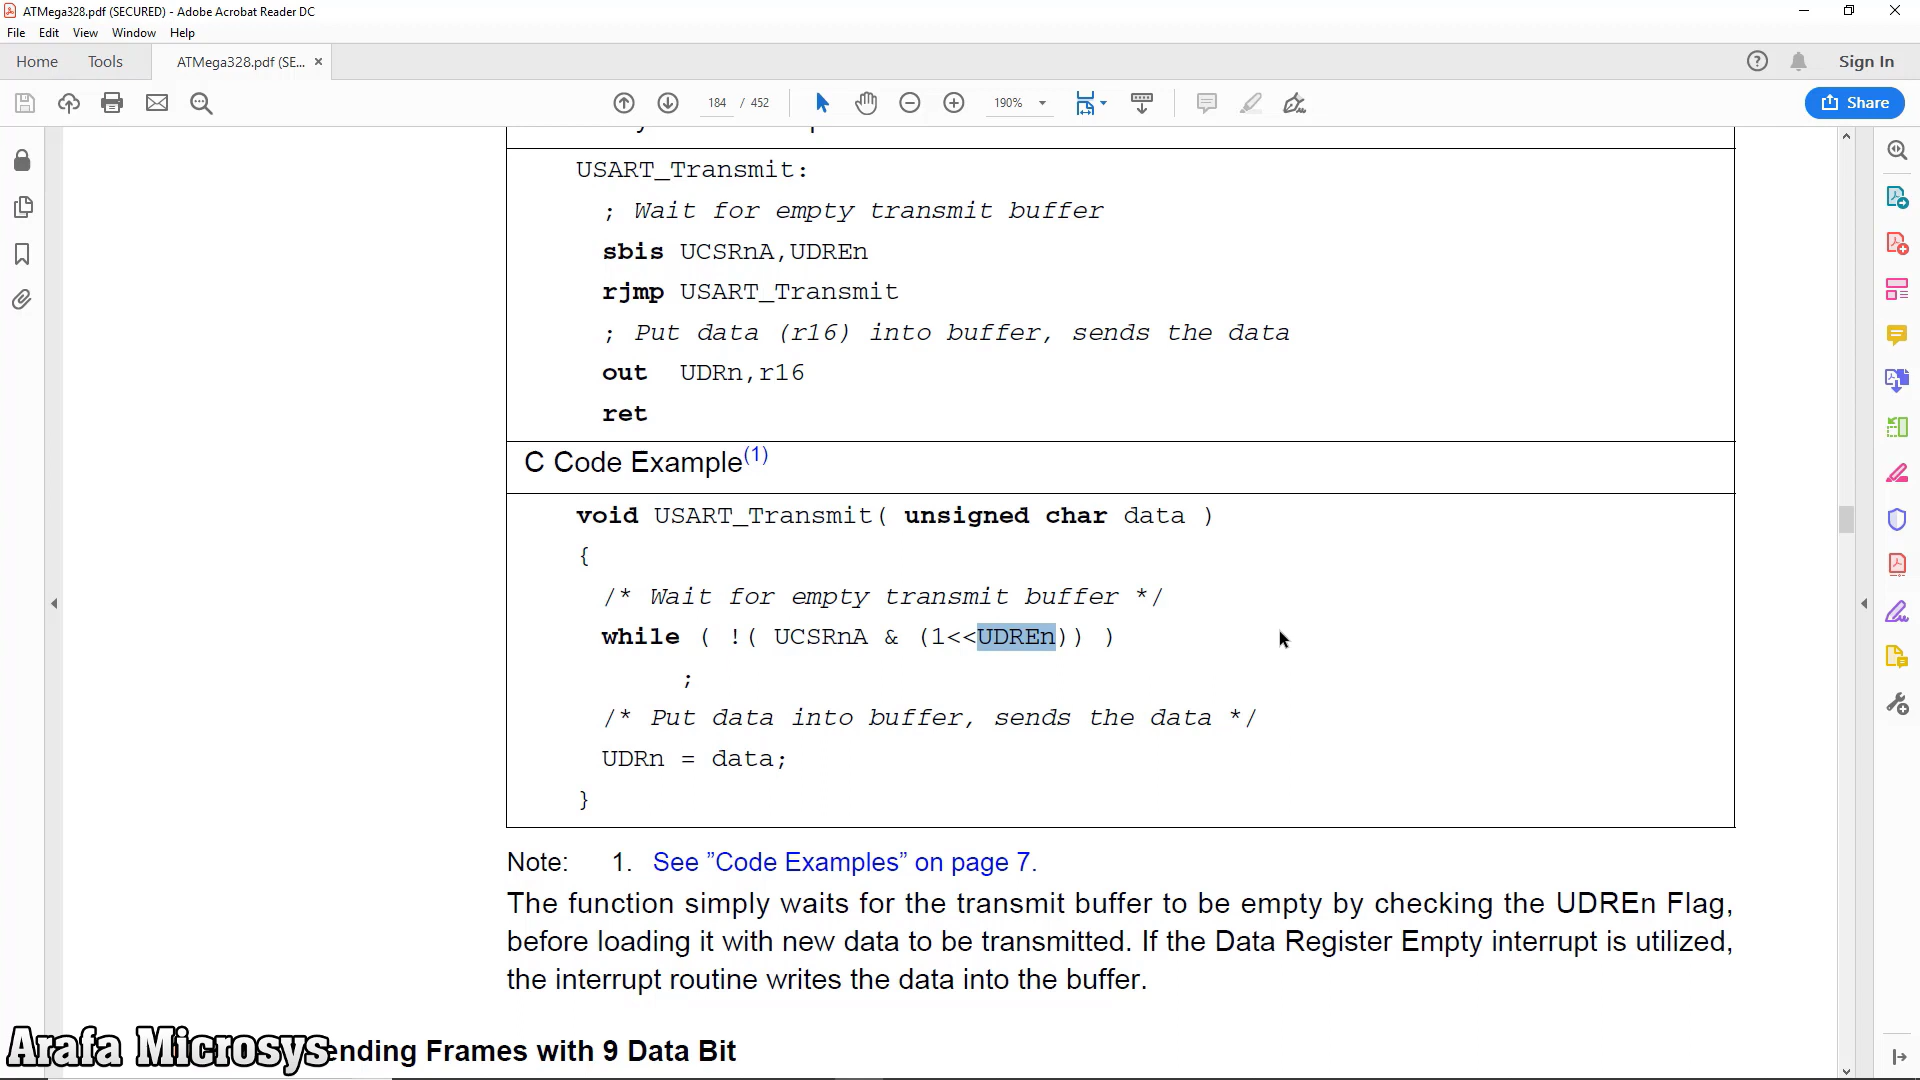 ATMega328.pdf (SECURED) - Adobe Acrobat Reader DC
File Edit View Window Help
Home Tools ATMega328.pdf (SE... × Sign In
184 / 452 190% Share
USART_Transmit:
; Wait for empty transmit buffer
sbis UCSRnA,UDREn
rjmp USART_Transmit
; Put data (r16) into buffer, sends the data
out UDRn,r16
ret
C Code Example(1)
void USART_Transmit( unsigned char data )
{
/* Wait for empty transmit buffer */
while ( !( UCSRnA & (1<<UDREn)) )
;
/* Put data into buffer, sends the data */
UDRn = data;
}
Note: 1. See ”Code Examples” on page 7.
The function simply waits for the transmit buffer to be empty by checking the UDREn Flag,
before loading it with new data to be transmitted. If the Data Register Empty interrupt is utilized,
the interrupt routine writes the data into the buffer.
Arafa Microsys
ending Frames with 9 Data Bit